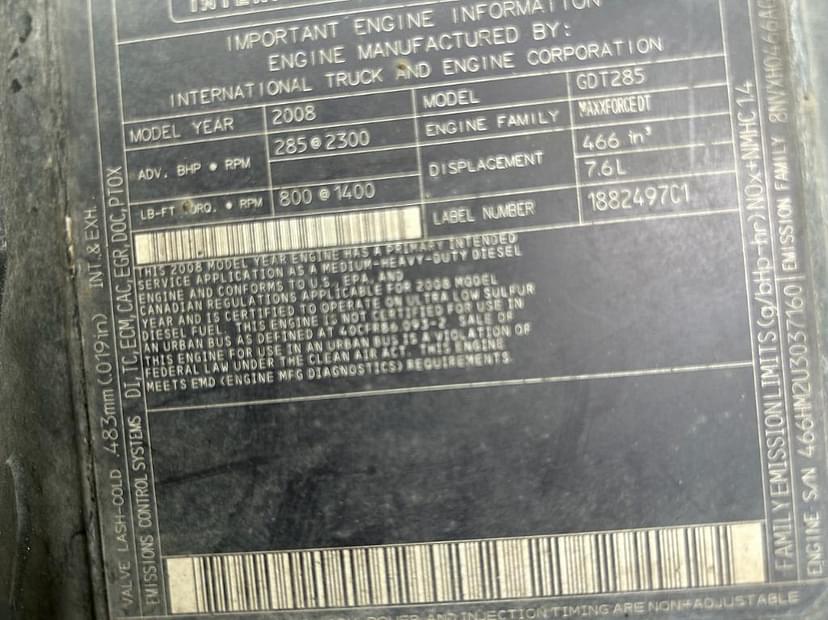 IMPORTANT ENGINE INFORMATION
ENGINE MANUFACTURED BY:
INTERNATIONAL TRUCK AND ENGINE CORPORATION
MODEL YEAR 2008
ADV. BHP • RPM 285@2300
LB-FT TORQ. • RPM 800 @ 1400
MODEL GDT285
ENGINE FAMILY MAXXFORCE DT
DISPLACEMENT 466 in³
7.6L
LABEL NUMBER 1882497C1
THIS 2008 MODEL YEAR ENGINE HAS A PRIMARY INTENDED
SERVICE APPLICATION AS A MEDIUM-HEAVY-DUTY DIESEL
ENGINE AND CONFORMS TO U.S. EPA, AND
CANADIAN REGULATIONS APPLICABLE FOR 2008 MODEL
YEAR AND IS CERTIFIED TO OPERATE ON ULTRA LOW SULFUR
DIESEL FUEL. THIS ENGINE IS NOT CERTIFIED FOR USE IN
AN URBAN BUS AS DEFINED AT 40CFR86.093-2. SALE OF
THIS ENGINE FOR USE IN AN URBAN BUS IS A VIOLATION OF
FEDERAL LAW UNDER THE CLEAN AIR ACT. THIS ENGINE
MEETS EMD (ENGINE MFG DIAGNOSTICS) REQUIREMENTS.
VALVE LASH-COLD .483mm (.019in) INT. & EXH.
EMISSIONS CONTROL SYSTEMS DI, TC, ECM, CAC, EGR, DOC, PTOX
FAMILY EMISSION LIMITS (g/bHp-hr) NOx+NMHC 1.4
ENGINE S/N 466HM2U3037160 EMISSION FAMILY
POWER AND INJECTION TIMING ARE NON-ADJUSTABLE